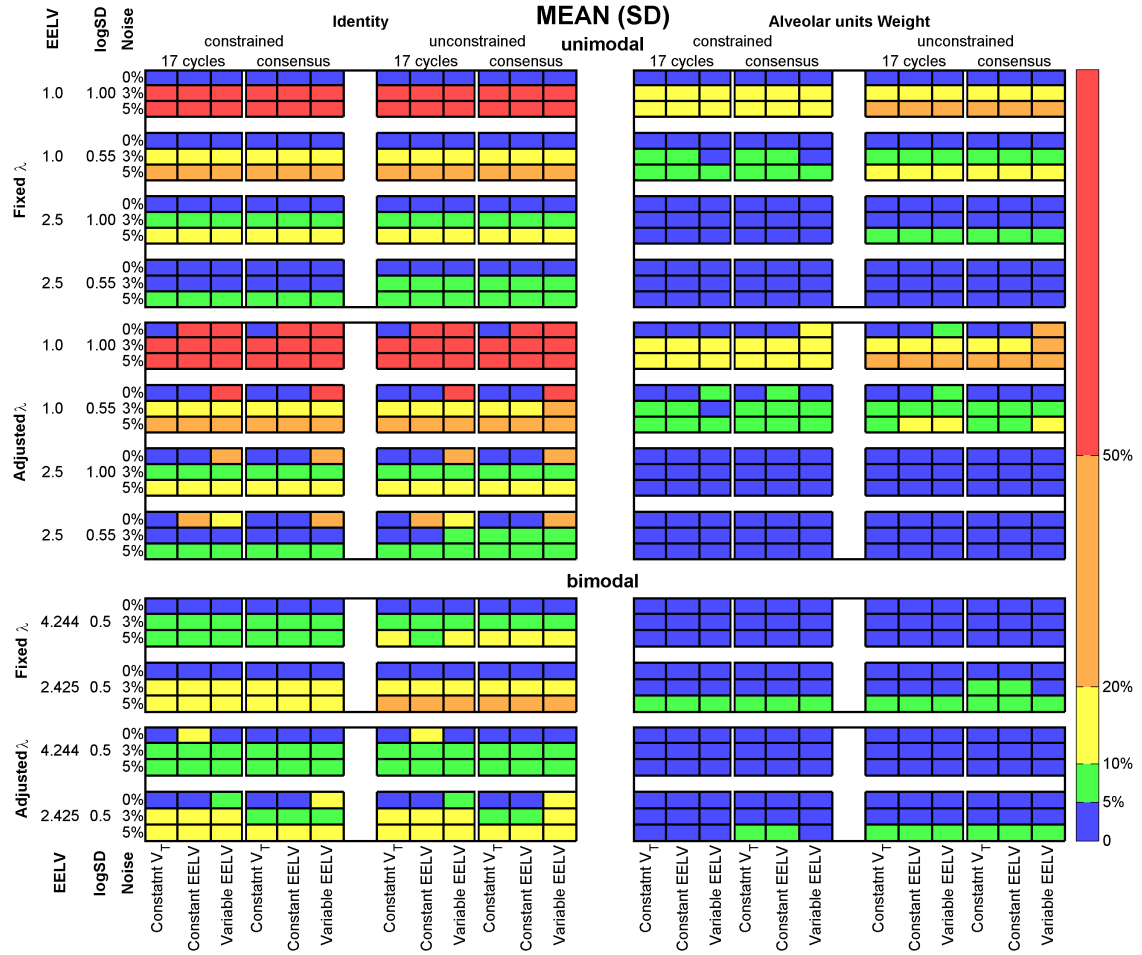 MEAN (SD)
Identity
Alveolar units Weight
EELV
logSD
Noise
unimodal
constrained
unconstrained
constrained
unconstrained
17 cycles consensus 17 cycles consensus 17 cycles consensus 17 cycles consensus
Fixed λ
0%
1.0 1.00 3%
5%
0%
1.0 0.55 3%
5%
0%
2.5 1.00 3%
5%
0%
2.5 0.55 3%
5%
Adjusted λ
0%
1.0 1.00 3%
5%
0%
1.0 0.55 3%
5%
0%
2.5 1.00 3%
5%
0%
2.5 0.55 3%
5%
bimodal
Fixed λ
0%
4.244 0.5 3%
5%
0%
2.425 0.5 3%
5%
Adjusted λ
0%
4.244 0.5 3%
5%
0%
2.425 0.5 3%
5%
50%
20%
10%
5%
0
EELV
logSD
Noise
Constatnt VT
Constant EELV
Variable EELV
Constatnt VT
Constant EELV
Variable EELV
Constatnt VT
Constant EELV
Variable EELV
Constatnt VT
Constant EELV
Variable EELV
Constatnt VT
Constant EELV
Variable EELV
Constatnt VT
Constant EELV
Variable EELV
Constatnt VT
Constant EELV
Variable EELV
Constatnt VT
Constant EELV
Variable EELV